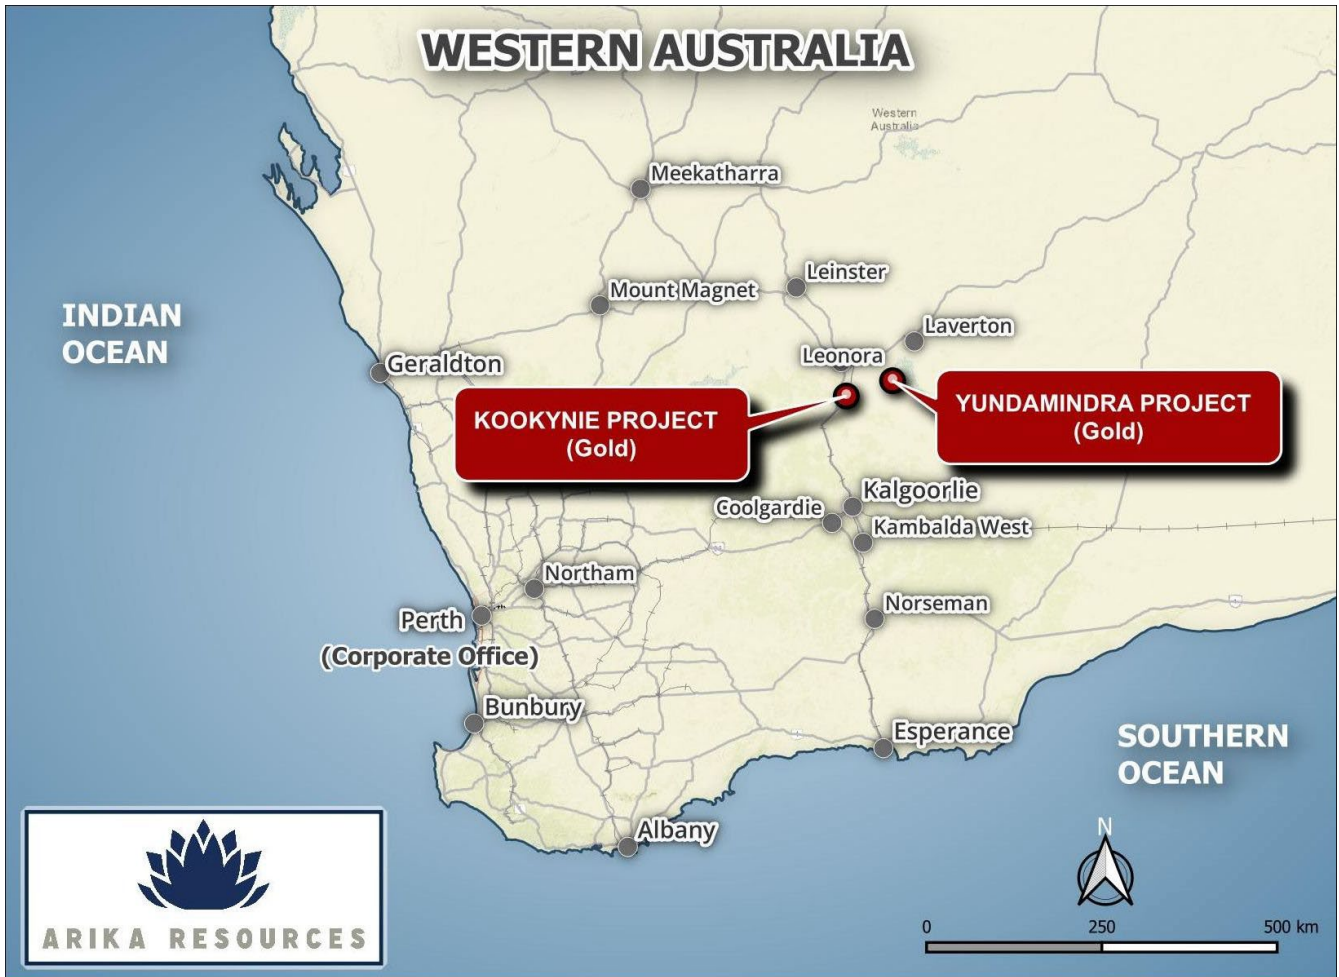 WESTERN AUSTRALIA
Western
Australia
Meekatharra
Leinster
Mount Magnet
INDIAN
OCEAN
Laverton
Leonora
Geraldton
KOOKYNIE PROJECT
(Gold)
YUNDAMINDRA PROJECT
(Gold)
Kalgoorlie
Coolgardie
Kambalda West
Northam
Norseman
Perth
(Corporate Office)
Bunbury
Esperance
SOUTHERN
OCEAN
Albany
N
0 250 500 km
ARIKA RESOURCES